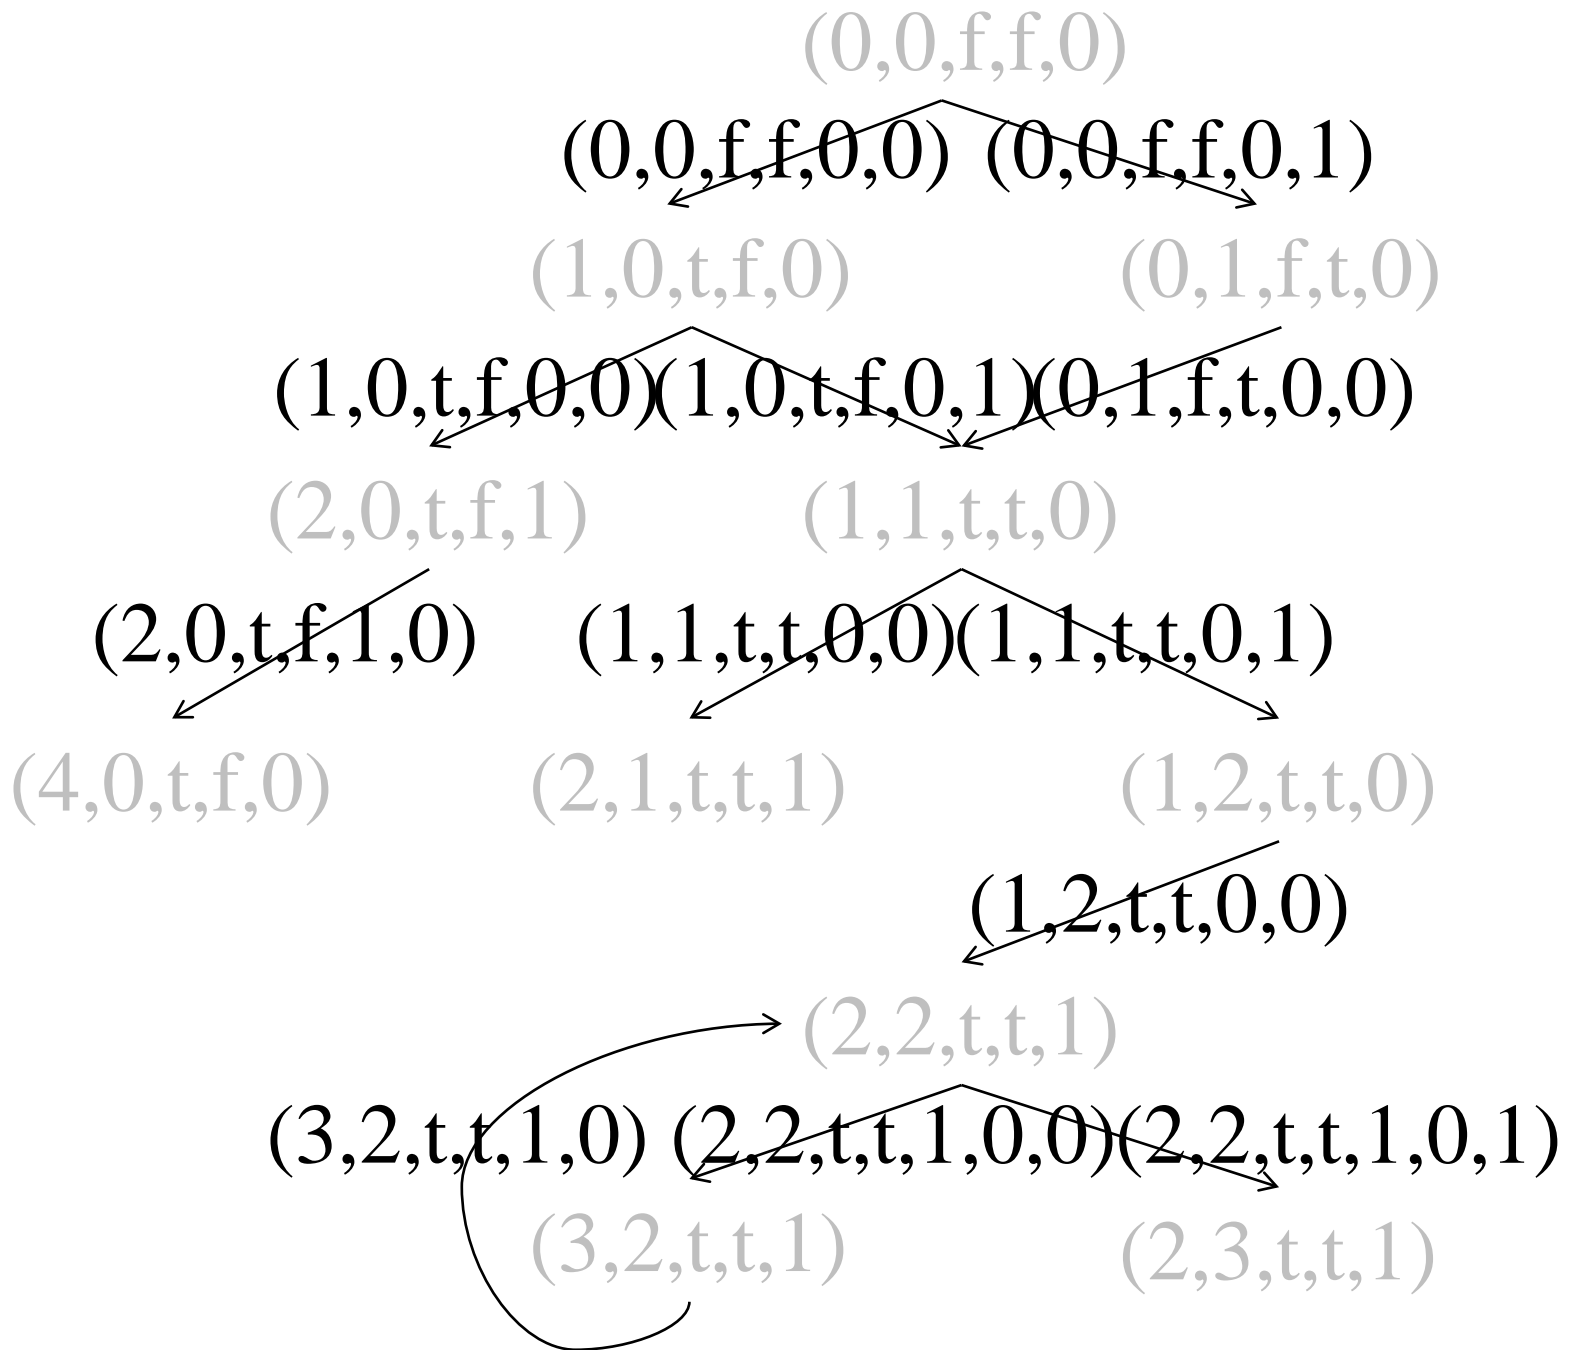 (0,0,f,f,0)
(0,0,f,f,0,0) (0,0,f,f,0,1)
(1,0,t,f,0) (0,1,f,t,0)
(1,0,t,f,0,0)(1,0,t,f,0,1)(0,1,f,t,0,0)
(2,0,t,f,1) (1,1,t,t,0)
(2,0,t,f,1,0) (1,1,t,t,0,0)(1,1,t,t,0,1)
(4,0,t,f,0) (2,1,t,t,1) (1,2,t,t,0)
(1,2,t,t,0,0)
(2,2,t,t,1)
(3,2,t,t,1,0) (2,2,t,t,1,0,0)(2,2,t,t,1,0,1)
(3,2,t,t,1) (2,3,t,t,1)